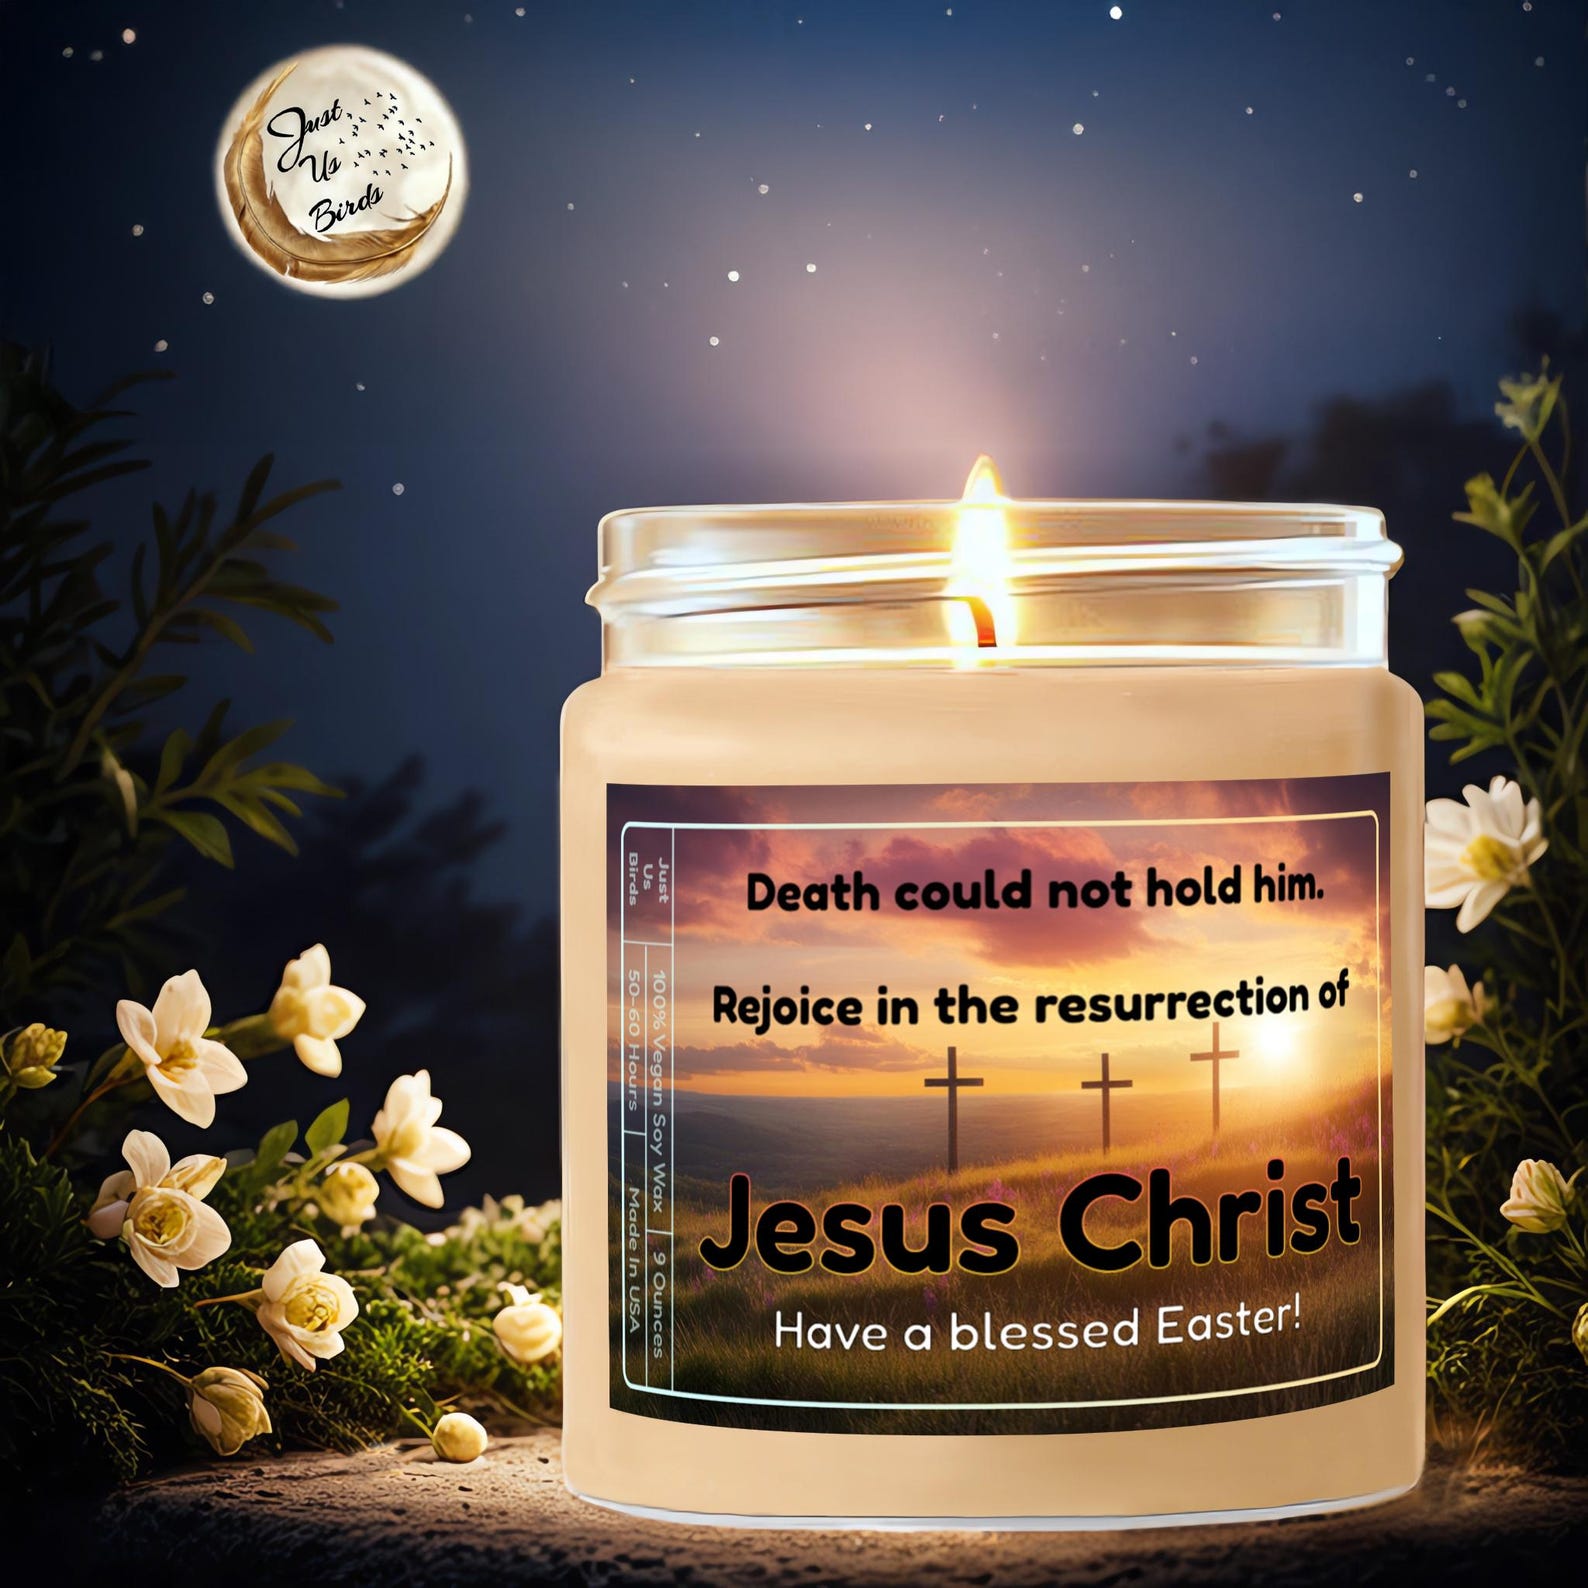 Just
Us
Birds
Death could not hold him.
Rejoice in the resurrection of
Jesus Christ
Have a blessed Easter!
Just
Us
Birds
100% Vegan Soy Wax
9 Ounces
50-60 Hours
Made In USA